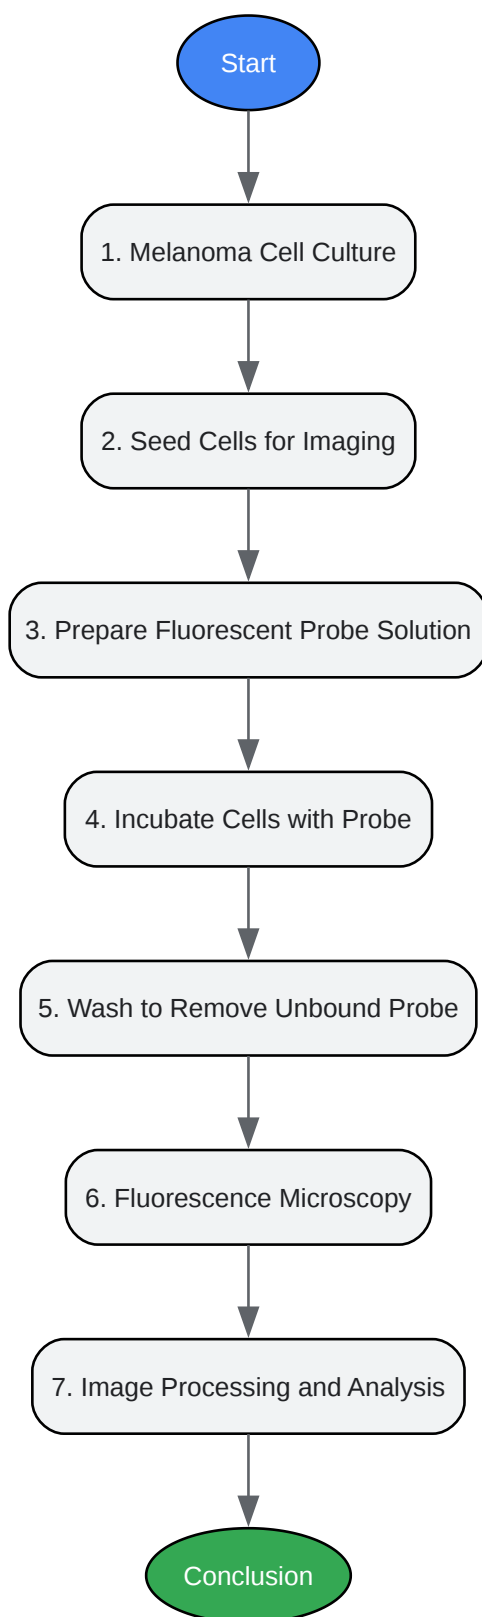 Start
1. Melanoma Cell Culture
2. Seed Cells for Imaging
3. Prepare Fluorescent Probe Solution
4. Incubate Cells with Probe
5. Wash to Remove Unbound Probe
6. Fluorescence Microscopy
7. Image Processing and Analysis
Conclusion